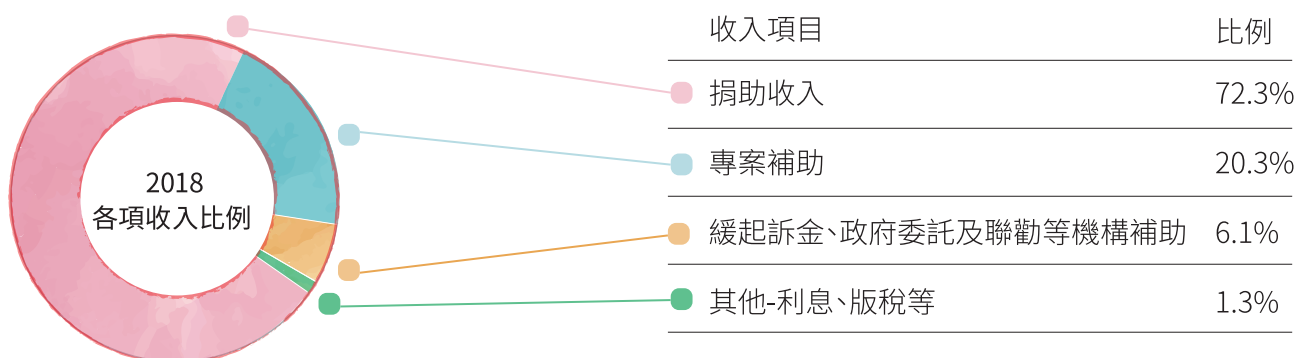 2018
各項收入比例
收入項目 比例
捐助收入 72.3%
專案補助 20.3%
緩起訴金、政府委託及聯勸等機構補助 6.1%
其他-利息、版稅等 1.3%